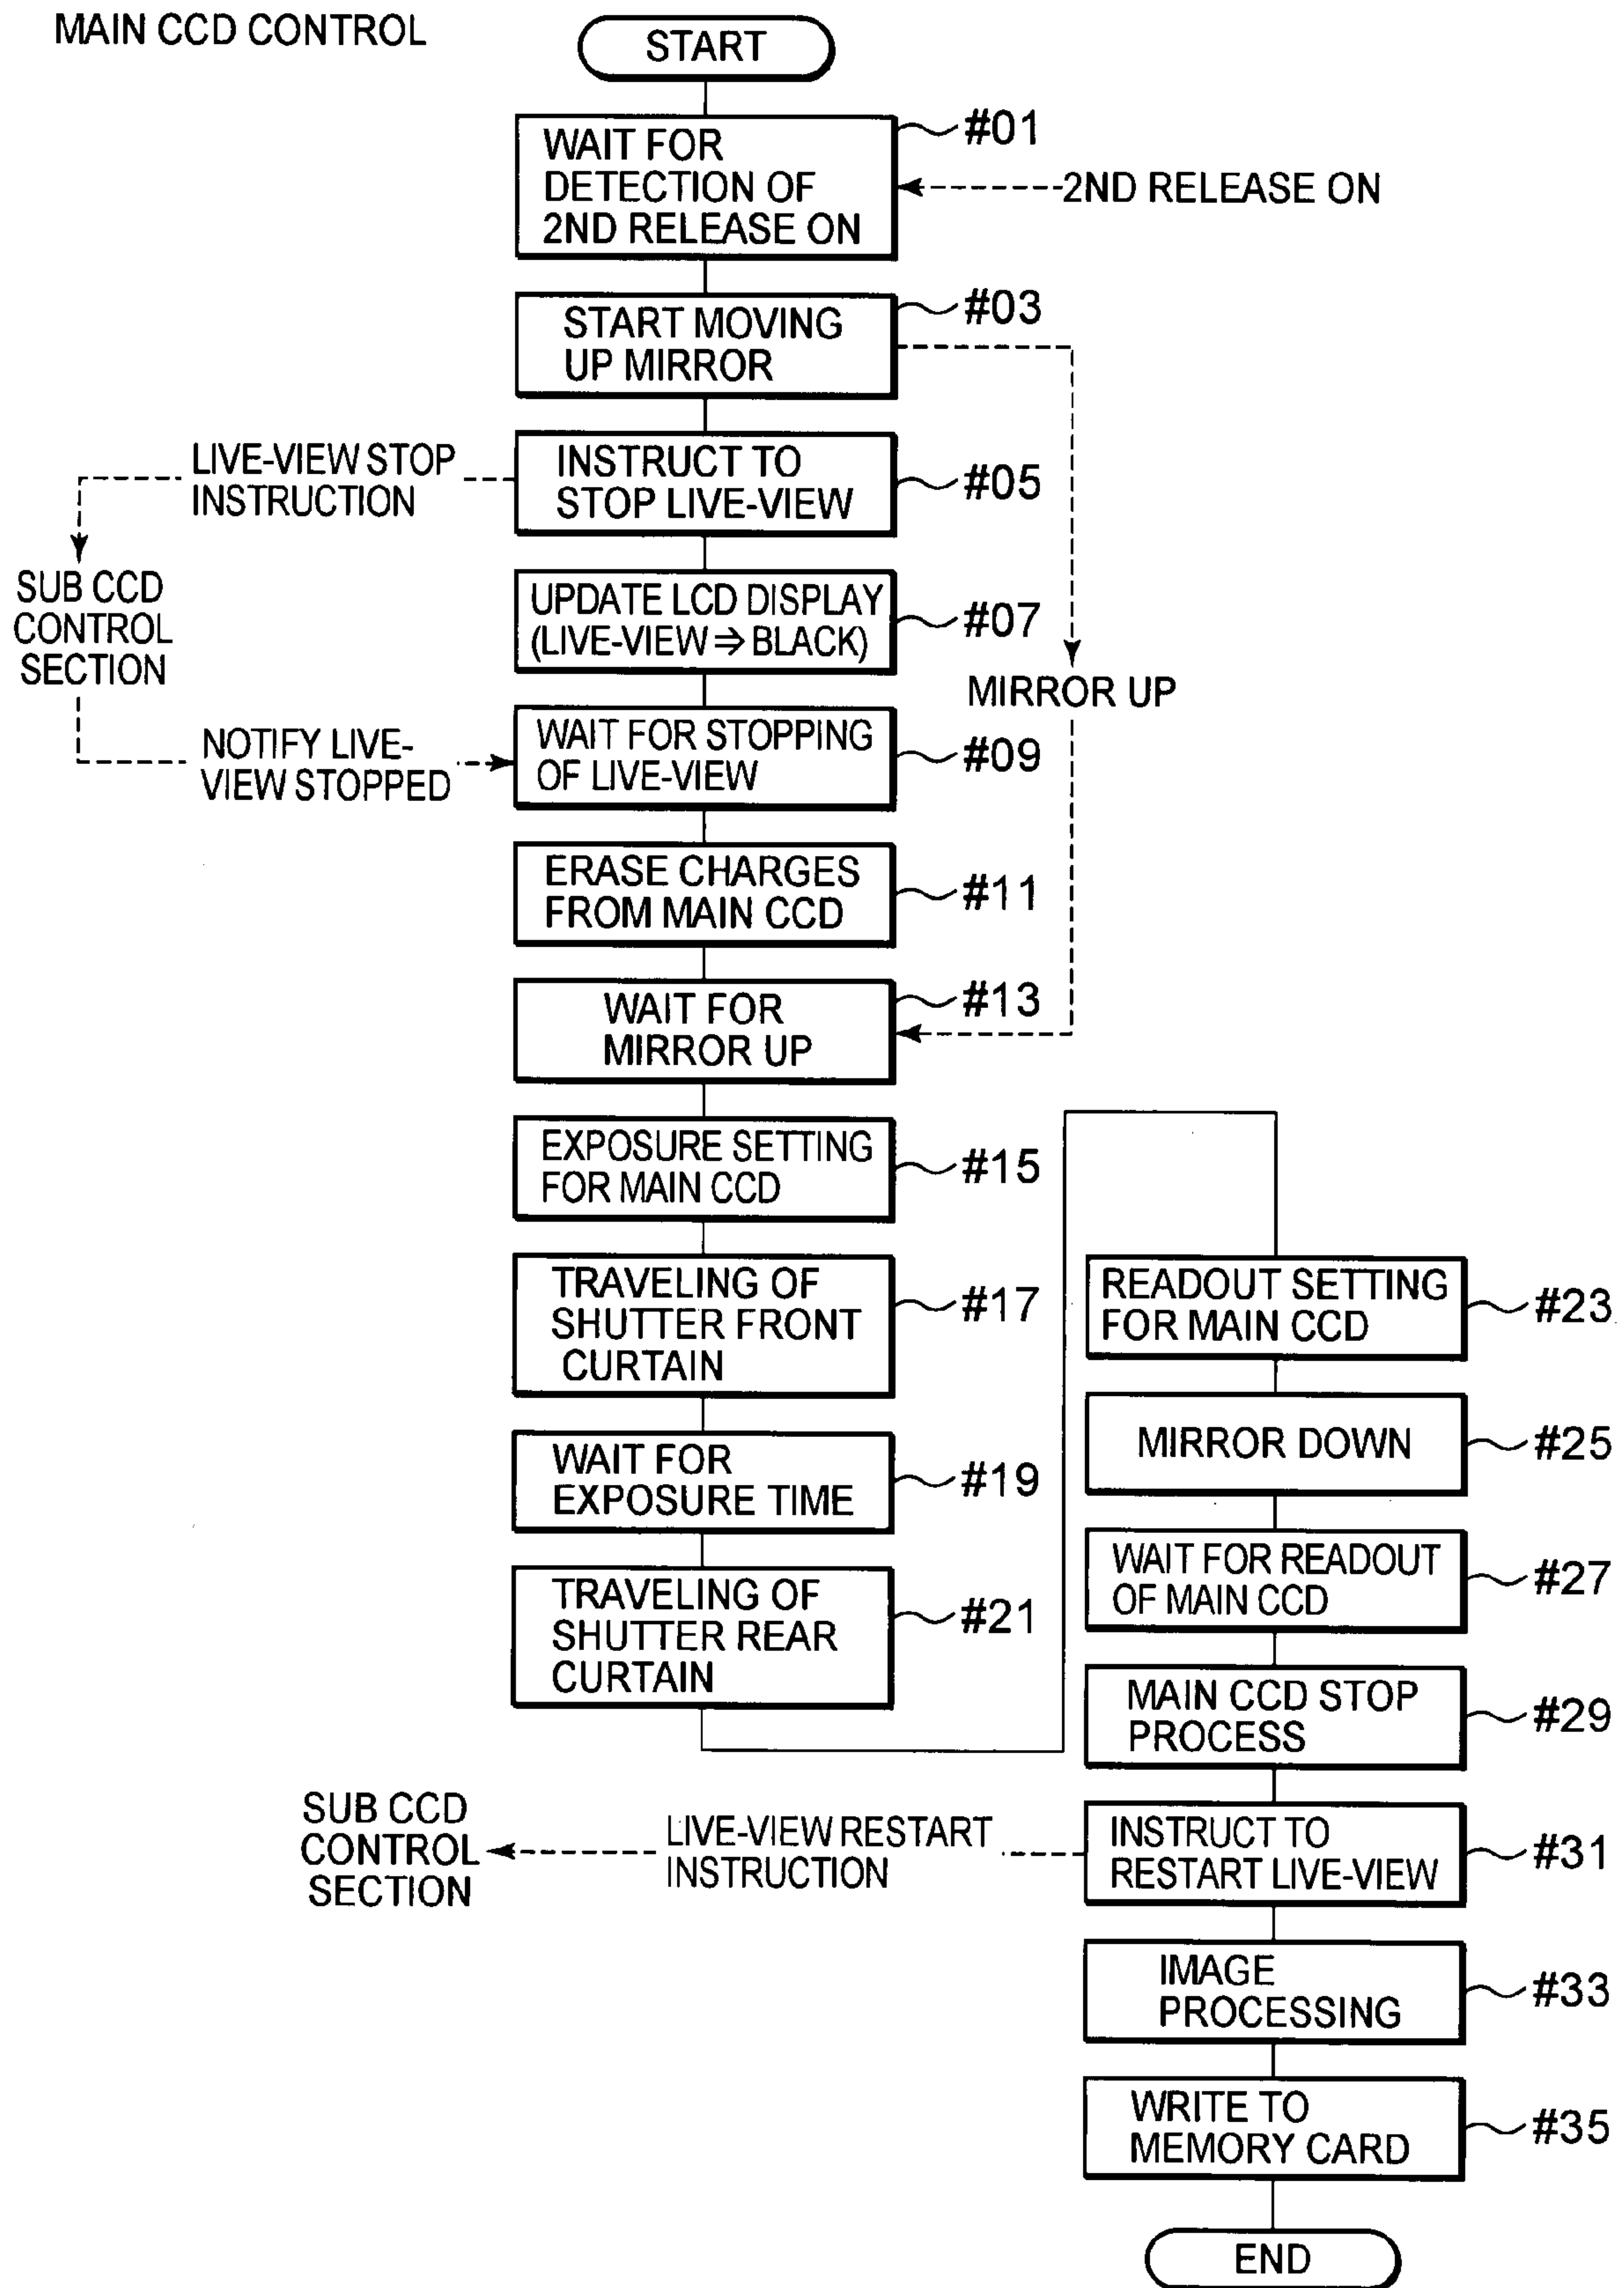 MAIN CCD CONTROL
START
WAIT FOR
DETECTION OF
2ND RELEASE ON
#01
2ND RELEASE ON
START MOVING
UP MIRROR
#03
LIVE-VIEW STOP
INSTRUCTION
INSTRUCT TO
STOP LIVE-VIEW
#05
SUB CCD
CONTROL
SECTION
UPDATE LCD DISPLAY
(LIVE-VIEW ⇒ BLACK)
#07
MIRROR UP
NOTIFY LIVE-
VIEW STOPPED
WAIT FOR STOPPING
OF LIVE-VIEW
#09
ERASE CHARGES
FROM MAIN CCD
#11
WAIT FOR
MIRROR UP
#13
EXPOSURE SETTING
FOR MAIN CCD
#15
TRAVELING OF
SHUTTER FRONT
CURTAIN
#17
WAIT FOR
EXPOSURE TIME
#19
TRAVELING OF
SHUTTER REAR
CURTAIN
#21
READOUT SETTING
FOR MAIN CCD
#23
MIRROR DOWN
#25
WAIT FOR READOUT
OF MAIN CCD
#27
MAIN CCD STOP
PROCESS
#29
SUB CCD
CONTROL
SECTION
LIVE-VIEW RESTART
INSTRUCTION
INSTRUCT TO
RESTART LIVE-VIEW
#31
IMAGE
PROCESSING
#33
WRITE TO
MEMORY CARD
#35
END